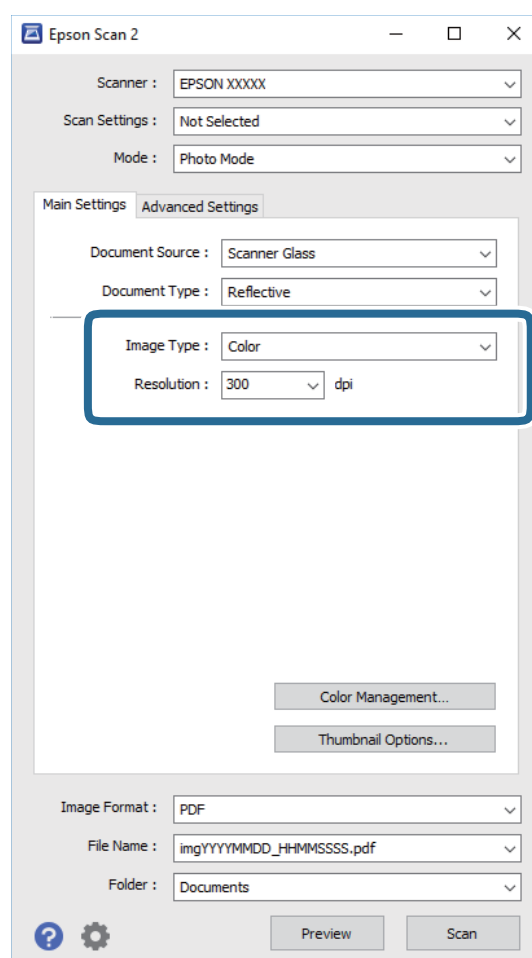 Epson Scan 2
Scanner : EPSON XXXXX
Scan Settings : Not Selected
Mode : Photo Mode
Main Settings Advanced Settings
Document Source : Scanner Glass
Document Type : Reflective
Image Type : Color
Resolution : 300 dpi
Color Management...
Thumbnail Options...
Image Format : PDF
File Name : imgYYYYMMDD_HHMMSSSS.pdf
Folder : Documents
? Preview Scan